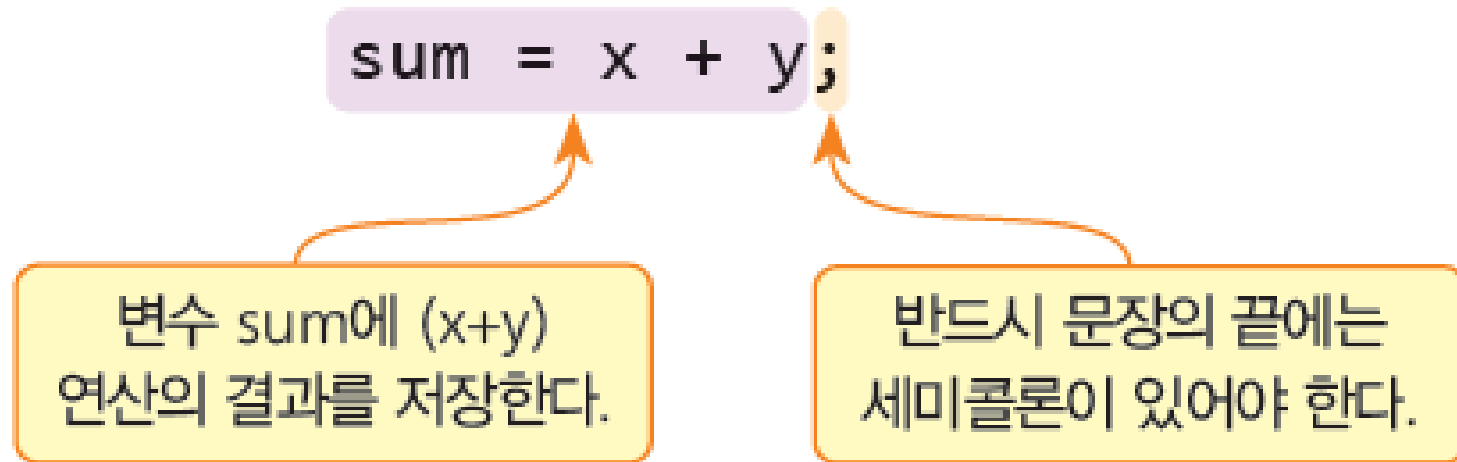 sum = x + y;
변수 sum에 (x+y)
연산의 결과를 저장한다.
반드시 문장의 끝에는
세미콜론이 있어야 한다.